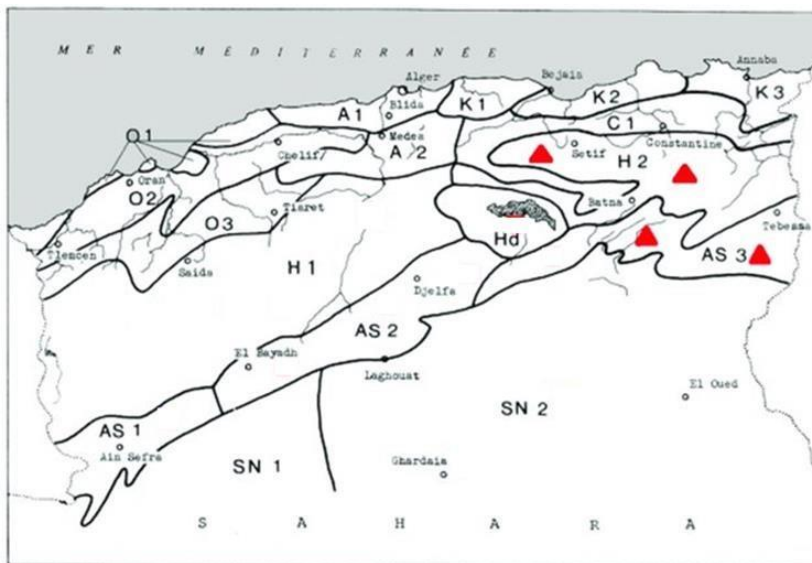 MER MÉDITERRANÉE
Annaba
Alger
Bejaia
K 3
K 2
K 1
A 1
Blida
C 1
O 1
Medea
Constantine
Chelif
A 2
Setif
H 2
Oran
O 2
Batna
O 3
Tiaret
Tebessa
Hd
Tlemcen
Saida
AS 3
H 1
Djelfa
AS 2
El Bayadh
Laghouat
El Oued
SN 2
AS 1
Ain Sefra
SN 1
Ghardaia
S A H A R A